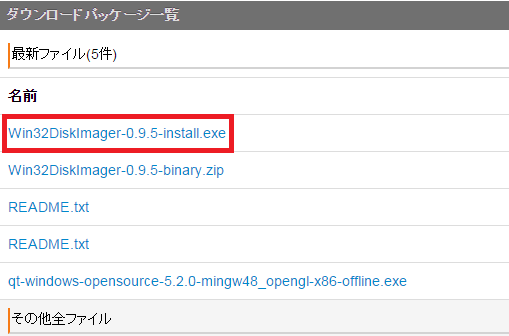 ダウンロードパッケージ一覧
最新ファイル(5件)
名前
Win32DiskImager-0.9.5-install.exe
Win32DiskImager-0.9.5-binary.zip
README.txt
README.txt
qt-windows-opensource-5.2.0-mingw48_opengl-x86-offline.exe
その他全ファイル